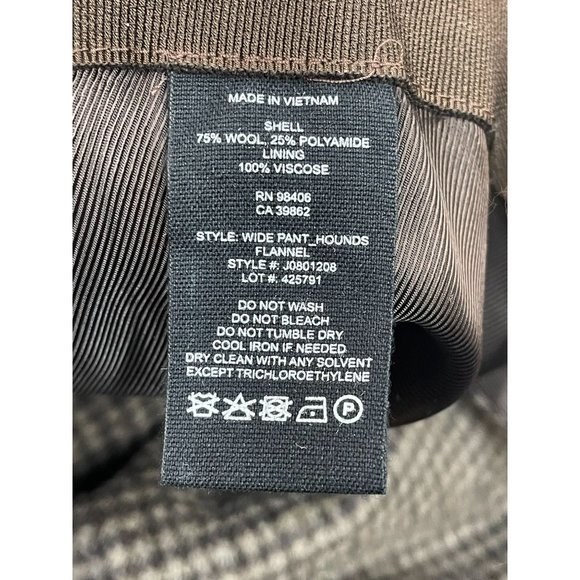 MADE IN VIETNAM
SHELL
75% WOOL, 25% POLYAMIDE
LINING
100% VISCOSE
RN 98406
CA 39862
STYLE: WIDE PANT_HOUNDS
FLANNEL
STYLE #: J0801208
LOT #: 425791
DO NOT WASH
DO NOT BLEACH
DO NOT TUMBLE DRY
COOL IRON IF NEEDED
DRY CLEAN WITH ANY SOLVENT
EXCEPT TRICHLOROETHYLENE
P